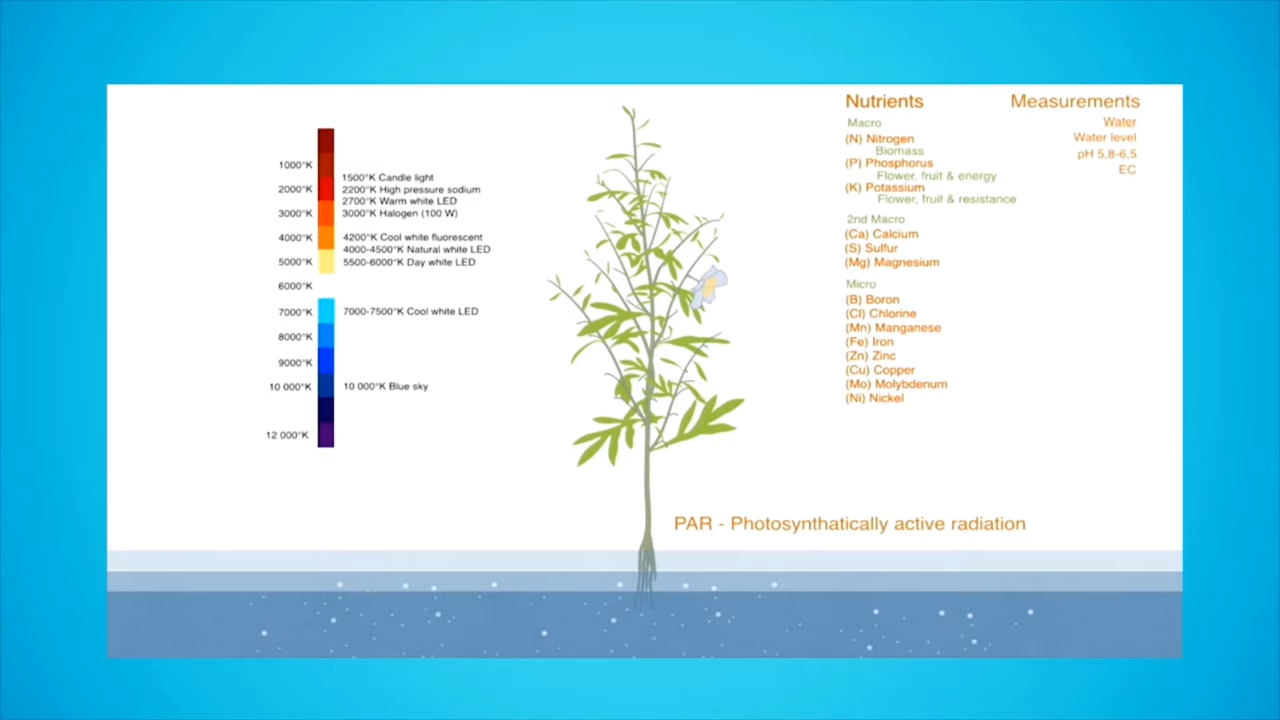 1000°K
2000°K
3000°K
4000°K
5000°K
6000°K
7000°K
8000°K
9000°K
10 000°K
12 000°K
1500°K Candle light
2200°K High pressure sodium
2700°K Warm white LED
3000°K Halogen (100 W)
4200°K Cool white fluorescent
4000-4500°K Natural white LED
5500-6000°K Day white LED
7000-7500°K Cool white LED
10 000°K Blue sky
Nutrients
Macro
(N) Nitrogen
Biomass
(P) Phosphorus
Flower, fruit & energy
(K) Potassium
Flower, fruit & resistance
2nd Macro
(Ca) Calcium
(S) Sulfur
(Mg) Magnesium
Micro
(B) Boron
(Cl) Chlorine
(Mn) Manganese
(Fe) Iron
(Zn) Zinc
(Cu) Copper
(Mo) Molybdenum
(Ni) Nickel
Measurements
Water
Water level
pH 5,8-6,5
EC
PAR - Photosynthatically active radiation